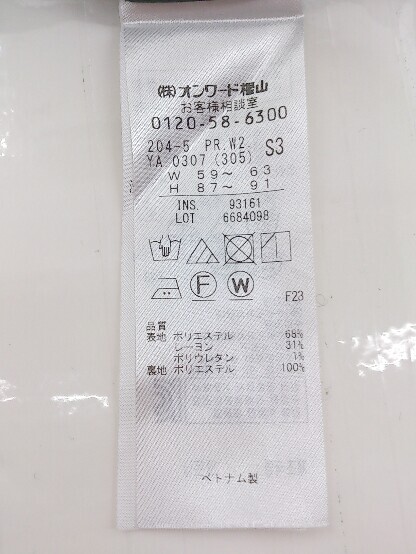 (株)オンワード樫山
お客様相談室
0120-58-6300
204-5 PR.W2. S3
YA 0307 (305)
W 59～ 63
H 87～ 91
INS. 93161
LOT 6684098
F W
F23
品質
表地 ポリエステル 68%
レーヨン 31%
ポリウレタン 1%
裏地 ポリエステル 100%
ベトナム製